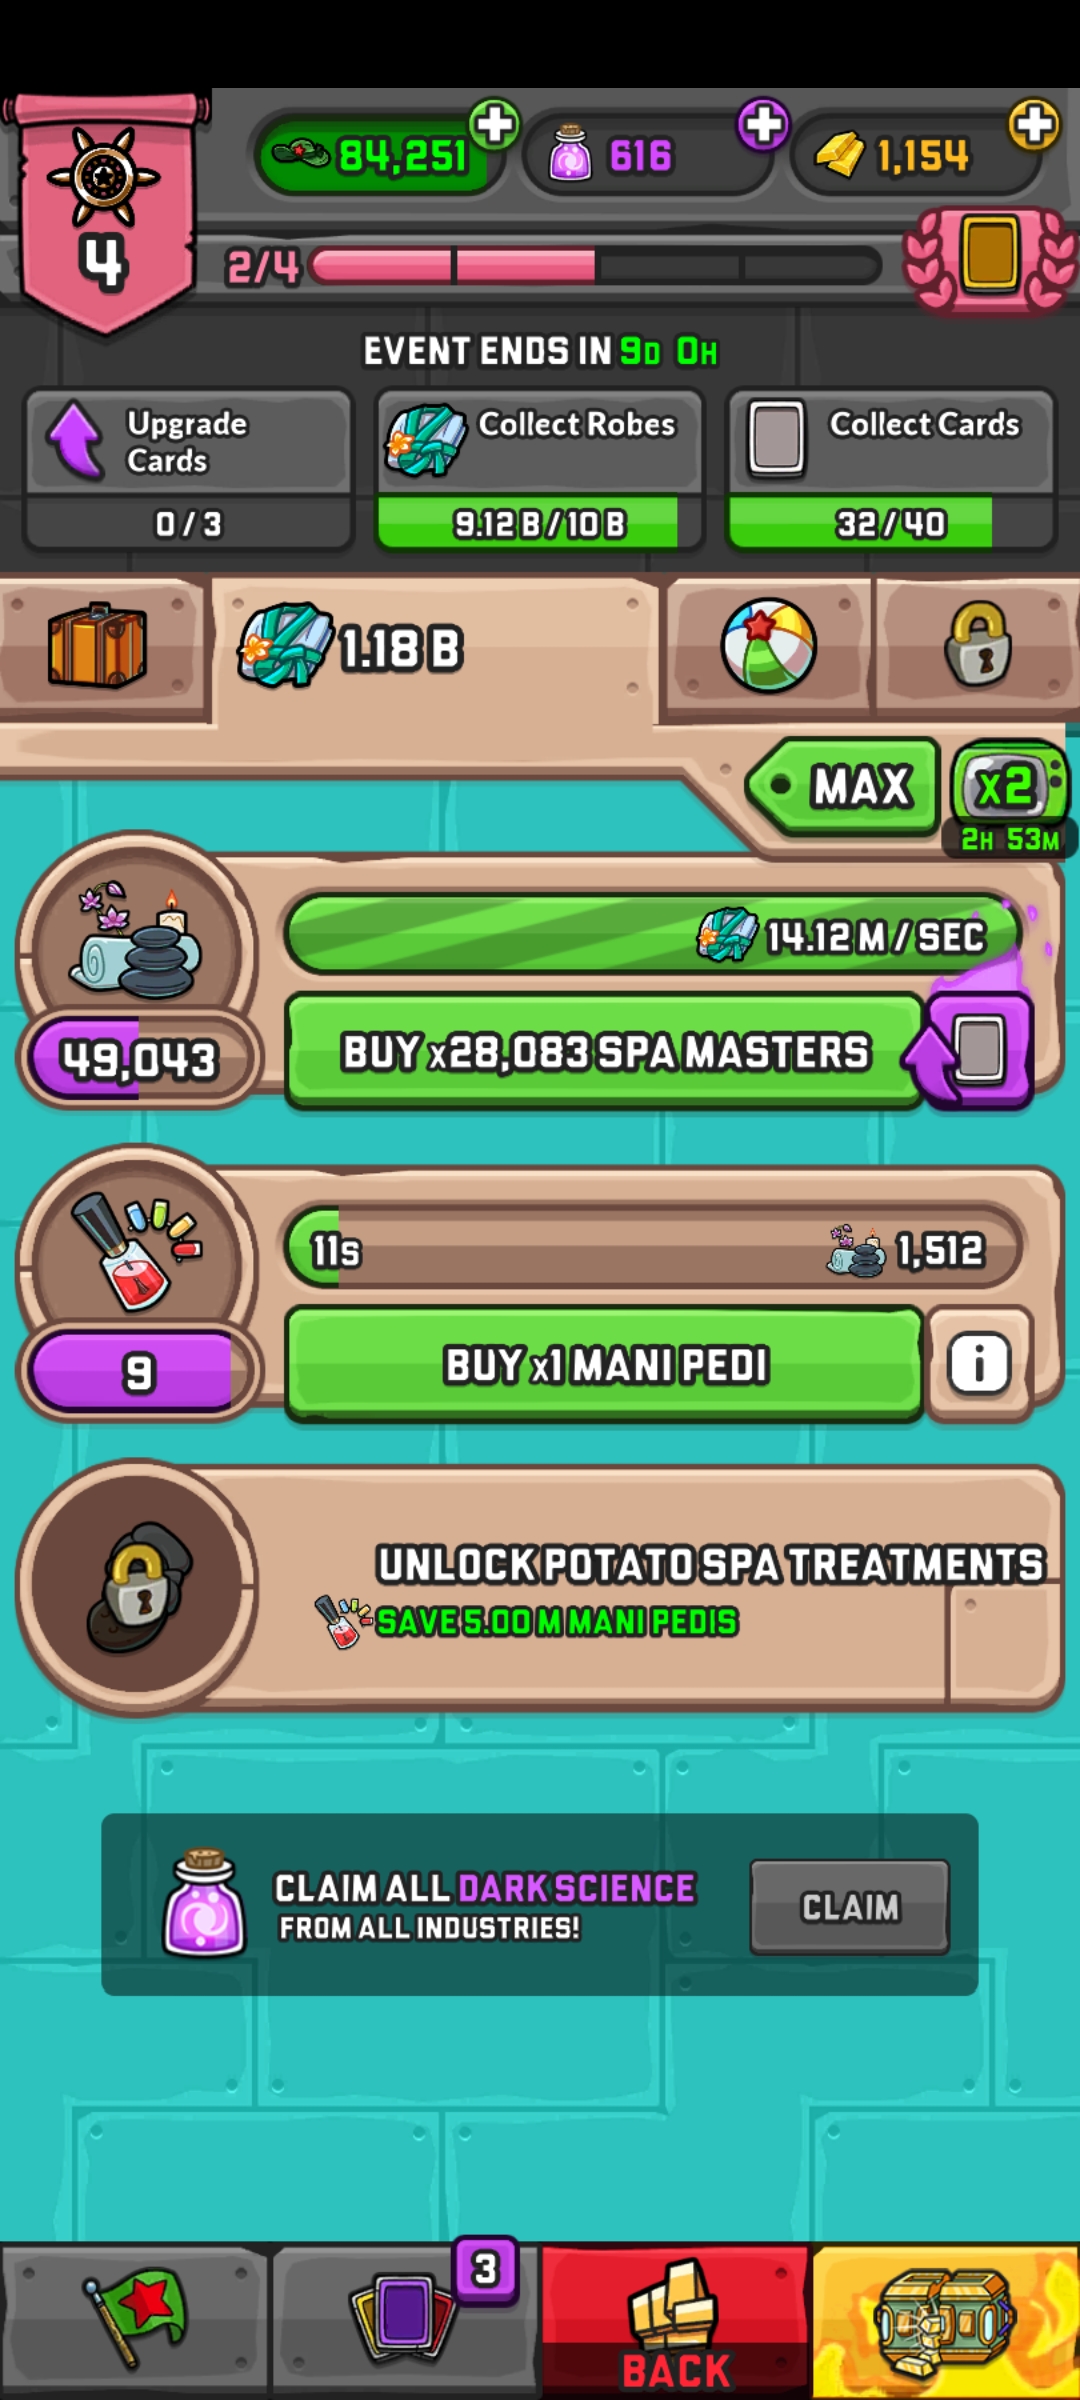 84,251
616
1,154
4
2/4
EVENT ENDS IN 9D 0H
Upgrade
Cards
0 / 3
Collect Robes
9.12 B / 10 B
Collect Cards
32 / 40
1.18 B
MAX
x2
2H 53M
14.12 M / SEC
49,043
BUY x28,083 SPA MASTERS
11s
1,512
9
BUY x1 MANI PEDI
i
UNLOCK POTATO SPA TREATMENTS
SAVE 5.00 M MANI PEDIS
CLAIM ALL DARK SCIENCE
FROM ALL INDUSTRIES!
CLAIM
3
BACK